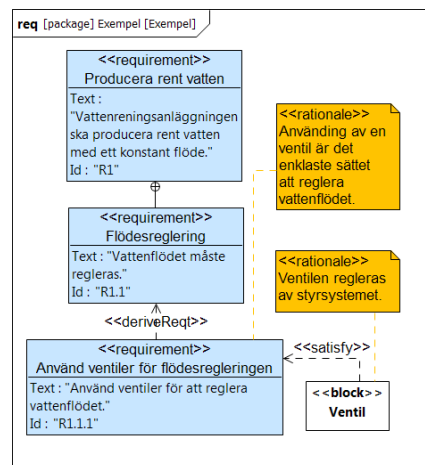 req [package] Exempel [Exempel]
<<requirement>>
Producera rent vatten
Text :
"Vattenreningsanläggningen
ska producera rent vatten
med ett konstant flöde."
Id : "R1"
<<rationale>>
Använding av en
ventil är det
enklaste sättet
att reglera
vattenflödet.
<<requirement>>
Flödesreglering
Text : "Vattenflödet måste
regleras."
Id : "R1.1"
<<rationale>>
Ventilen regleras
av styrsystemet.
<<deriveReqt>>
<<requirement>>
Använd ventiler för flödesregleringen
Text : "Använd ventiler för att reglera
vattenflödet."
Id : "R1.1.1"
<<satisfy>>
<<block>>
Ventil